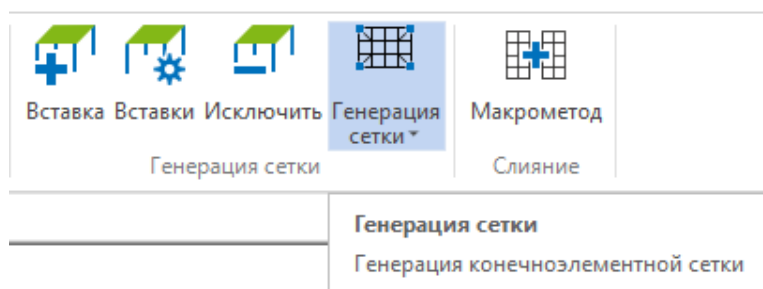 Вставка Вставки Исключить Генерация сетки Макрометод
Генерация сетки Слияние
Генерация сетки
Генерация конечноэлементной сетки